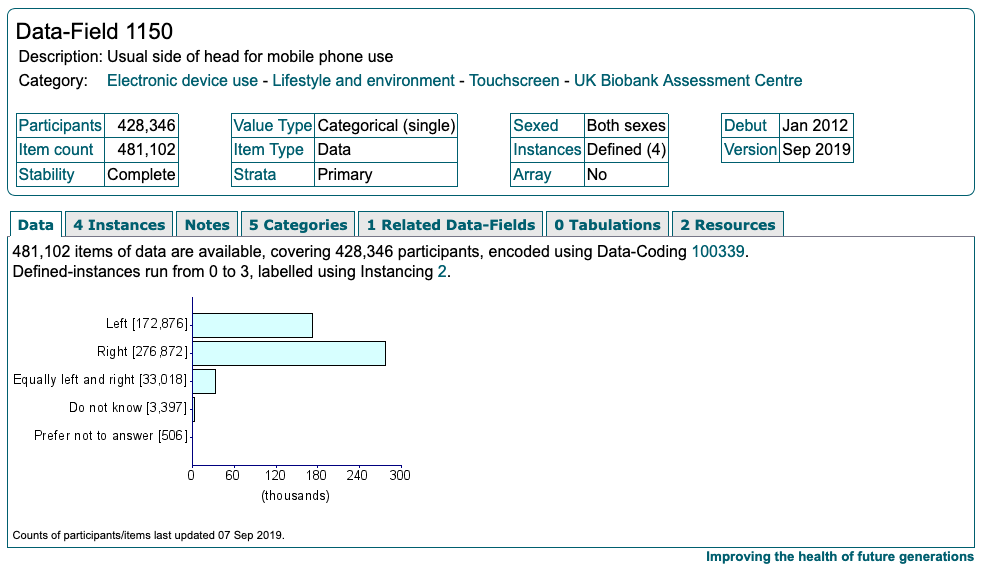 Data-Field 1150
Description: Usual side of head for mobile phone use
Category: Electronic device use - Lifestyle and environment - Touchscreen - UK Biobank Assessment Centre
Participants 428,346 Value Type Categorical (single) Sexed Both sexes Debut Jan 2012
Item count 481,102 Item Type Data Instances Defined (4) Version Sep 2019
Stability Complete Strata Primary Array No
Data 4 Instances Notes 5 Categories 1 Related Data-Fields 0 Tabulations 2 Resources
481,102 items of data are available, covering 428,346 participants, encoded using Data-Coding 100339.
Defined-instances run from 0 to 3, labelled using Instancing 2.
Left [172,876]
Right [276,872]
Equally left and right [33,018]
Do not know [3,397]
Prefer not to answer [506]
0 60 120 180 240 300
(thousands)
Counts of participants/items last updated 07 Sep 2019.
Improving the health of future generations